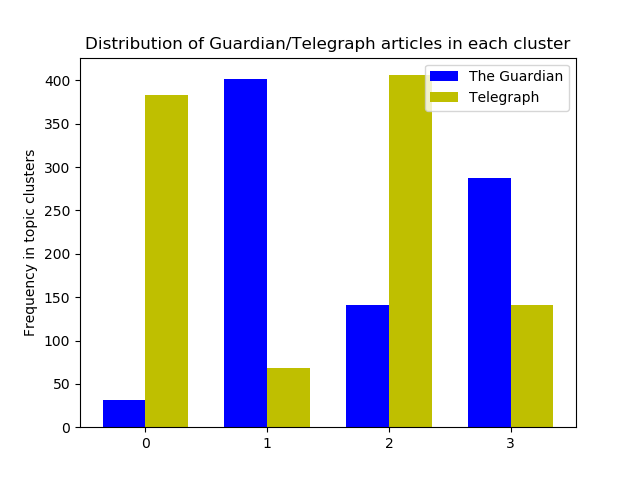 Distribution of Guardian/Telegraph articles in each cluster
The Guardian
Telegraph
Frequency in topic clusters
400
350
300
250
200
150
100
50
0
0 1 2 3